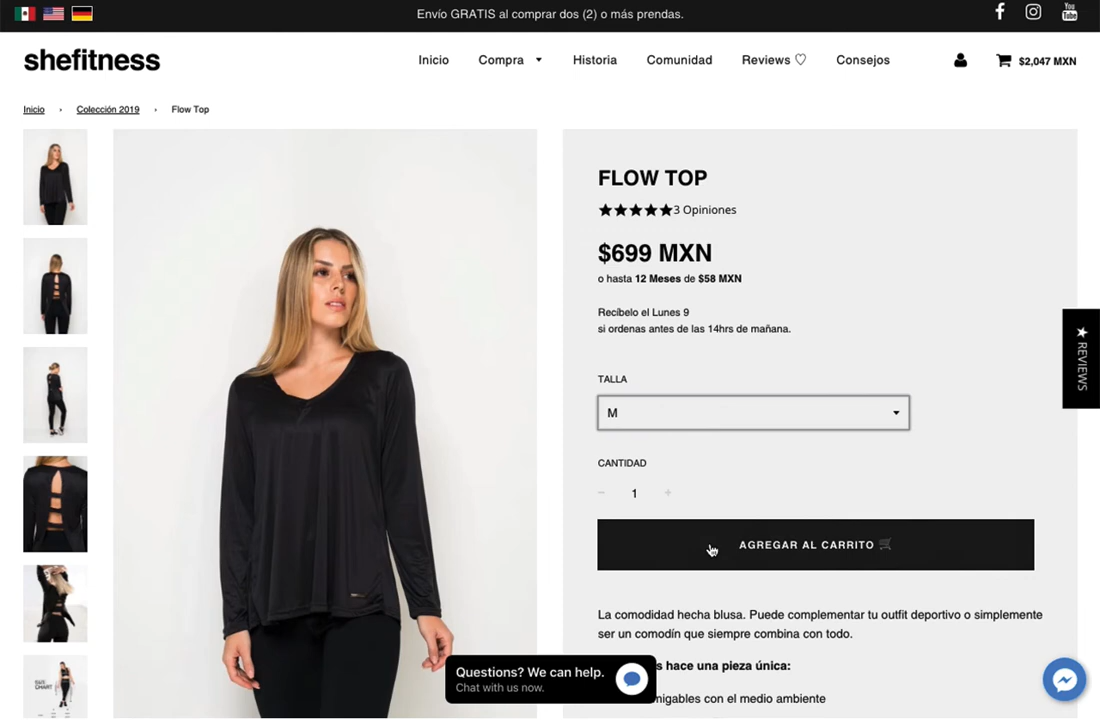 Envío GRATIS al comprar dos (2) o más prendas.
You
Tube
shefitness
Inicio
Compra
Historia
Comunidad
Reviews ♡
Consejos
$2,047 MXN
Inicio › Colección 2019 › Flow Top
FLOW TOP
★★★★★3 Opiniones
$699 MXN
o hasta 12 Meses de $58 MXN
Recíbelo el Lunes 9
si ordenas antes de las 14hrs de mañana.
★ REVIEWS
TALLA
M
CANTIDAD
− 1 +
AGREGAR AL CARRITO
La comodidad hecha blusa. Puede complementar tu outfit deportivo o simplemente
ser un comodín que siempre combina con todo.
s hace una pieza única:
migables con el medio ambiente
Questions? We can help.
Chat with us now.